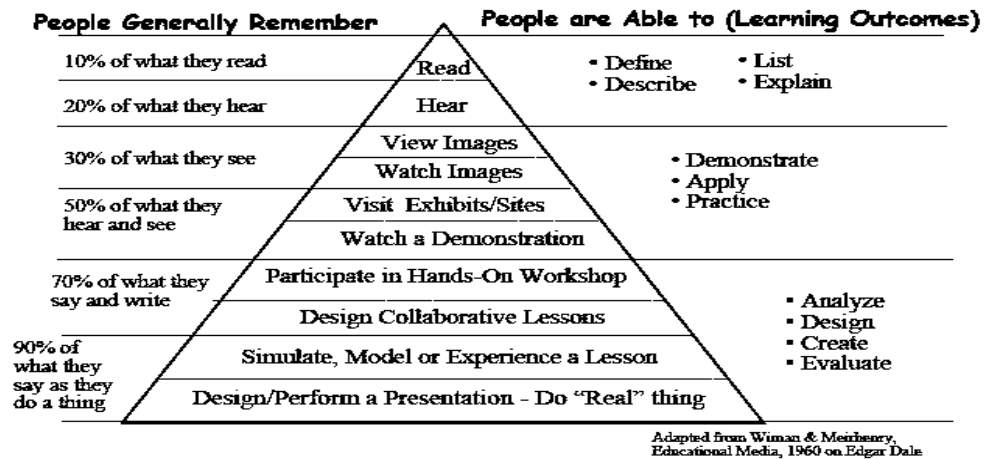 People Generally Remember
People are Able to (Learning Outcomes)
10% of what they read
Read
• Define
• List
• Describe
• Explain
20% of what they hear
Hear
30% of what they see
View Images
Watch Images
• Demonstrate
• Apply
• Practice
50% of what they
hear and see
Visit Exhibits/Sites
Watch a Demonstration
70% of what they
say and write
Participate in Hands-On Workshop
Design Collaborative Lessons
▪ Analyze
▪ Design
▪ Create
▪ Evaluate
90% of
what they
say as they
do a thing
Simulate, Model or Experience a Lesson
Design/Perform a Presentation - Do “Real” thing
Adapted from Wiman & Meirhenry,
Educational Media, 1960 on Edgar Dale